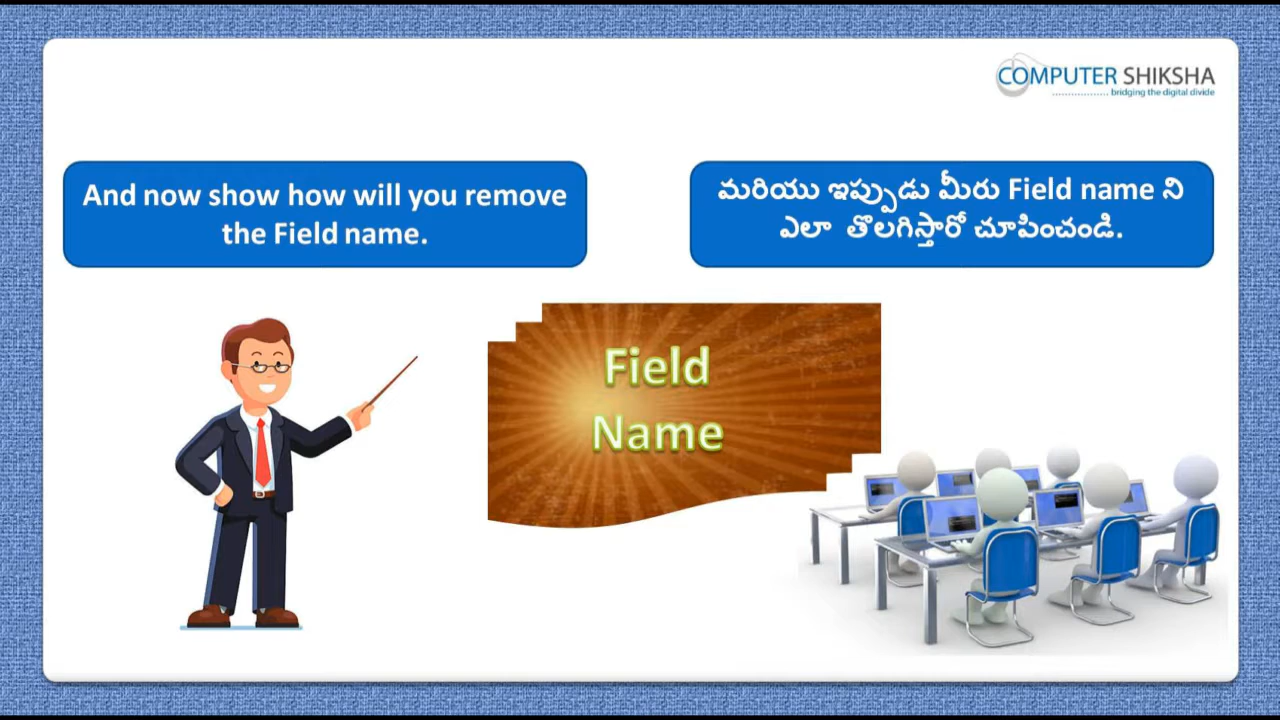 COMPUTER SHIKSHA
bridging the digital divide
And now show how will you remove
the Field name.
మరియు ఇప్పుడు మీరు Field name ని
ఎలా తొలగిస్తారో చూపించండి.
Field
Name